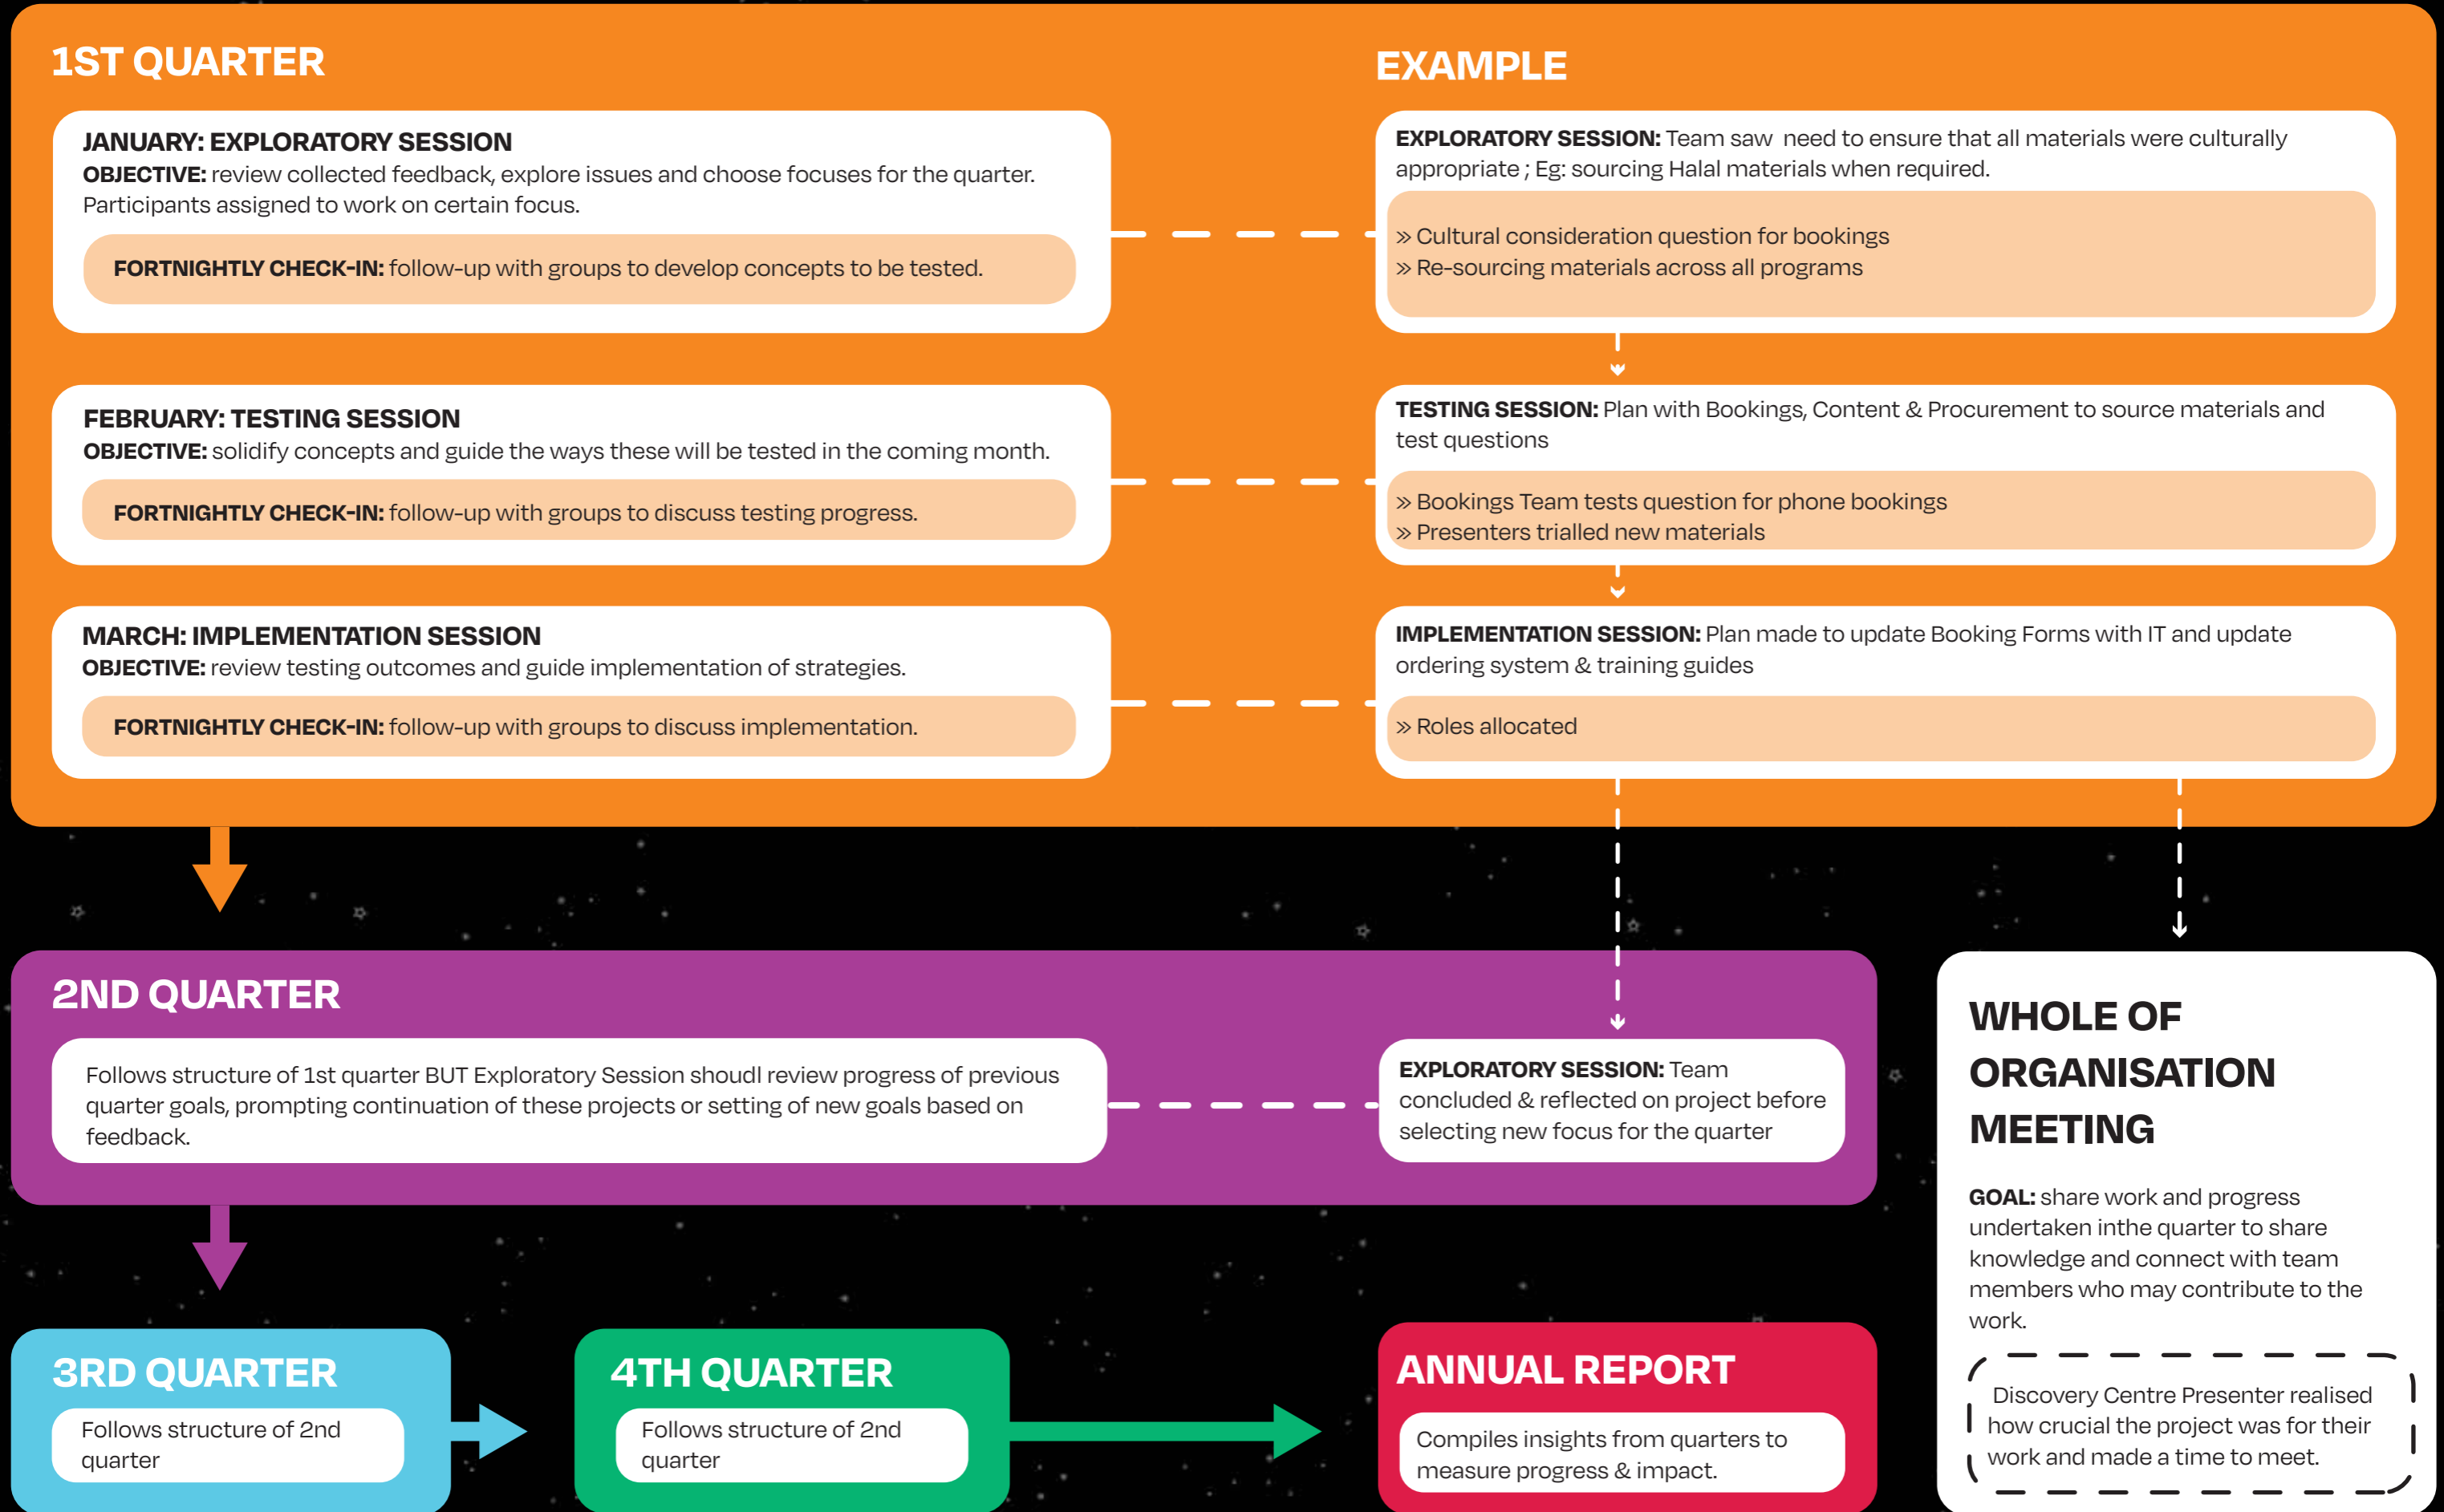 1ST QUARTER
JANUARY: EXPLORATORY SESSION
OBJECTIVE: review collected feedback, explore issues and choose focuses for the quarter.
Participants assigned to work on certain focus.
FORTNIGHTLY CHECK-IN: follow-up with groups to develop concepts to be tested.
FEBRUARY: TESTING SESSION
OBJECTIVE: solidify concepts and guide the ways these will be tested in the coming month.
FORTNIGHTLY CHECK-IN: follow-up with groups to discuss testing progress.
MARCH: IMPLEMENTATION SESSION
OBJECTIVE: review testing outcomes and guide implementation of strategies.
FORTNIGHTLY CHECK-IN: follow-up with groups to discuss implementation.
EXAMPLE
EXPLORATORY SESSION: Team saw  need to ensure that all materials were culturally
appropriate ; Eg: sourcing Halal materials when required.
» Cultural consideration question for bookings
» Re-sourcing materials across all programs
TESTING SESSION: Plan with Bookings, Content & Procurement to source materials and
test questions
» Bookings Team tests question for phone bookings
» Presenters trialled new materials
IMPLEMENTATION SESSION: Plan made to update Booking Forms with IT and update
ordering system & training guides
» Roles allocated
2ND QUARTER
Follows structure of 1st quarter BUT Exploratory Session shoudl review progress of previous
quarter goals, prompting continuation of these projects or setting of new goals based on
feedback.
EXPLORATORY SESSION: Team
concluded & reflected on project before
selecting new focus for the quarter
WHOLE OF
ORGANISATION
MEETING
GOAL: share work and progress
undertaken inthe quarter to share
knowledge and connect with team
members who may contribute to the
work.
Discovery Centre Presenter realised
how crucial the project was for their
work and made a time to meet.
3RD QUARTER
Follows structure of 2nd
quarter
4TH QUARTER
Follows structure of 2nd
quarter
ANNUAL REPORT
Compiles insights from quarters to
measure progress & impact.